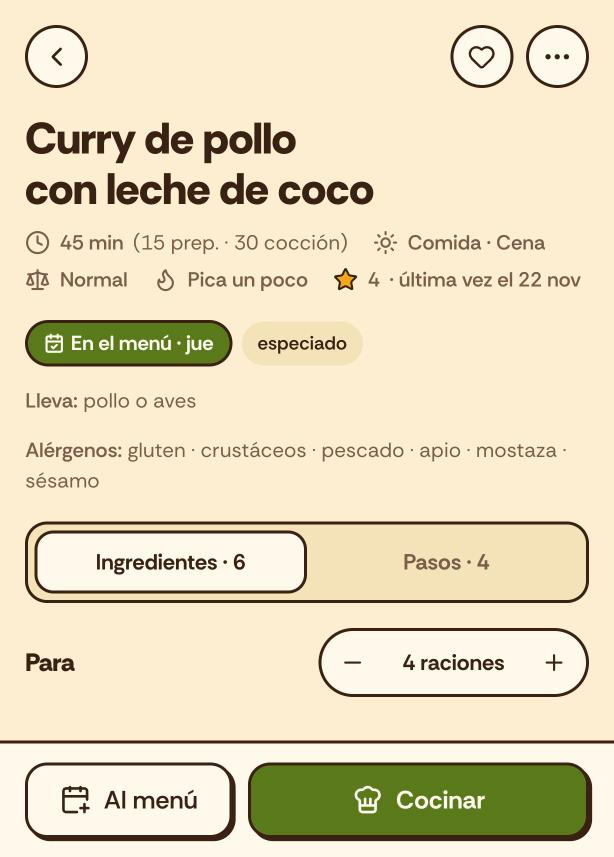 Curry de pollo
con leche de coco
45 min (15 prep. · 30 cocción) Comida · Cena
Normal Pica un poco 4 · última vez el 22 nov
En el menú · jue especiado
Lleva: pollo o aves
Alérgenos: gluten · crustáceos · pescado · apio · mostaza ·
sésamo
Ingredientes · 6 Pasos · 4
Para 4 raciones
Al menú Cocinar